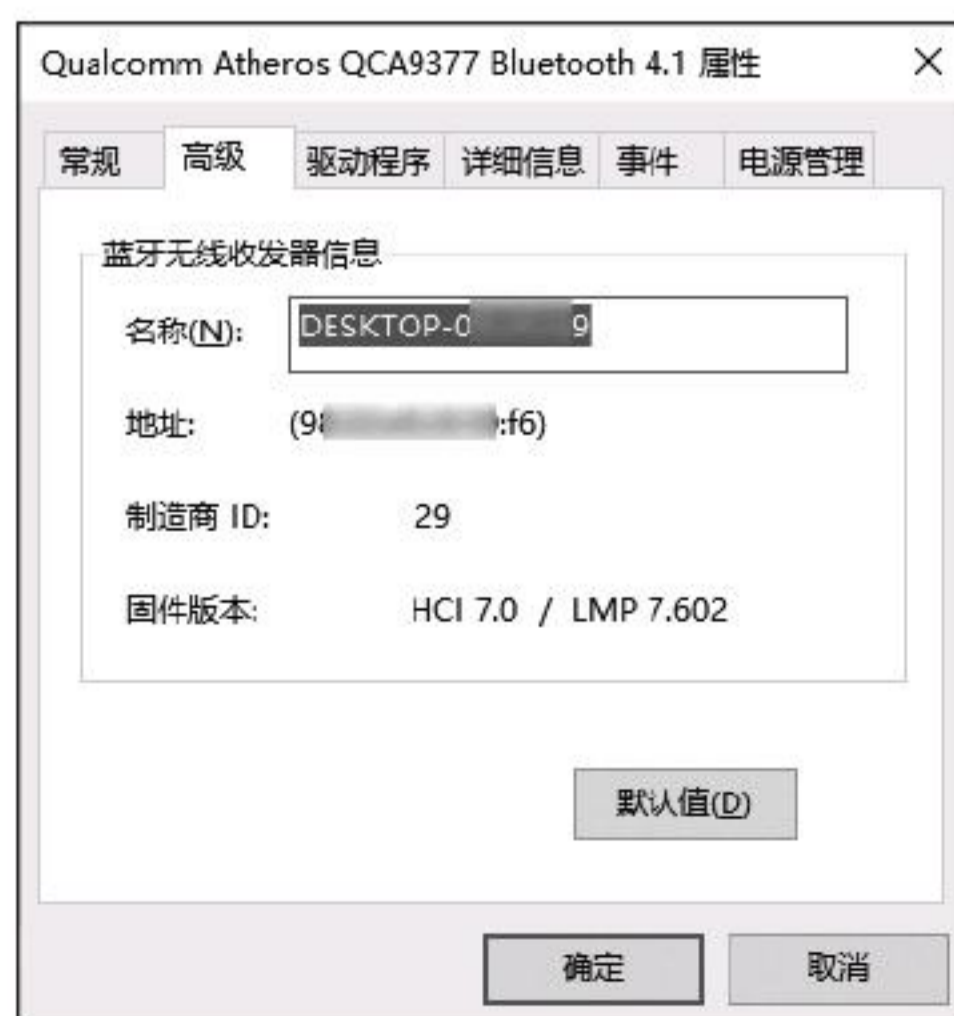 Qualcomm Atheros QCA9377 Bluetooth 4.1 属性
常规 高级 驱动程序 详细信息 事件 电源管理
蓝牙无线收发器信息
名称(N): DESKTOP-0 9
地址: (98 :f6)
制造商 ID: 29
固件版本: HCI 7.0 / LMP 7.602
默认值(D)
确定 取消